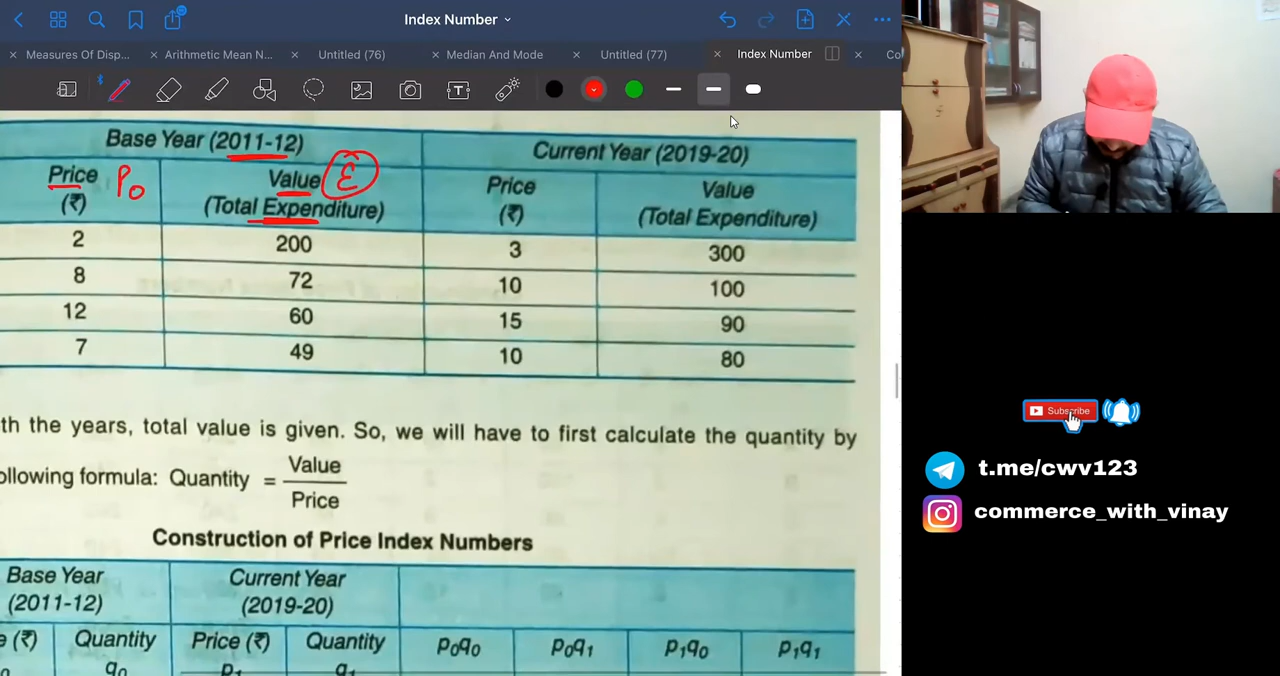 Index Number
Measures Of Disp... Arithmetic Mean N... Untitled (76) Median And Mode Untitled (77) Index Number Co
Base Year (2011-12) Current Year (2019-20)
Price (₹) P₀ Value (Total Expenditure) E Price (₹) Value (Total Expenditure)
2 200 3 300
8 72 10 100
12 60 15 90
7 49 10 80
th the years, total value is given. So, we will have to first calculate the quantity by
ollowing formula: Quantity = Value / Price
Construction of Price Index Numbers
Base Year (2011-12) Current Year (2019-20)
e (₹) Quantity q₀ Price (₹) p₁ Quantity q₁ p₀q₀ p₀q₁ p₁q₀ p₁q₁
Subscribe
t.me/cwv123
commerce_with_vinay